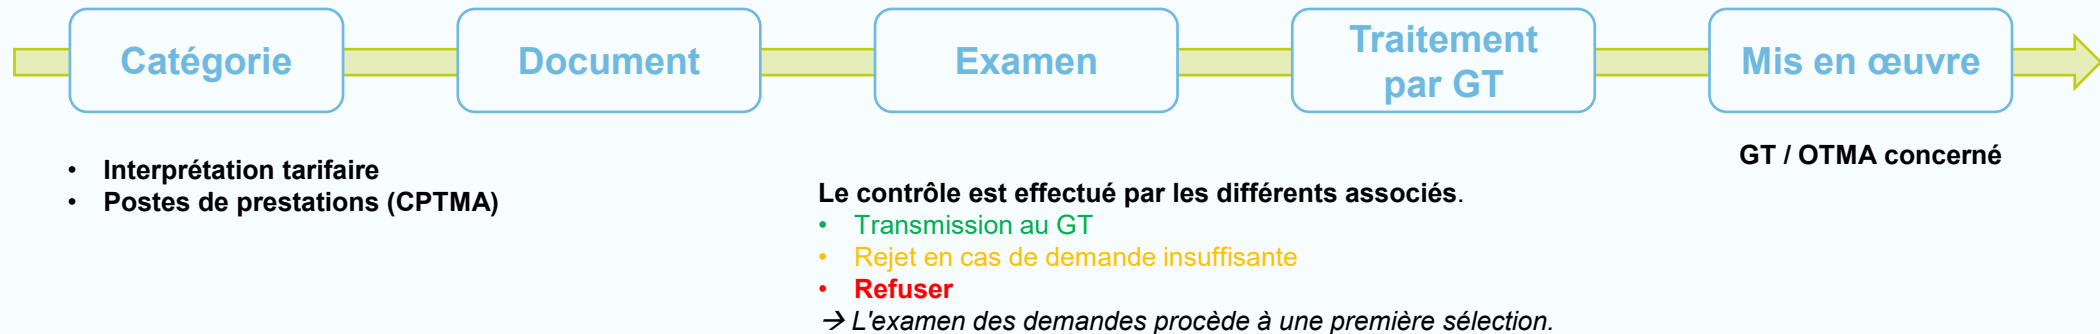 Catégorie
Document
Examen
Traitement
par GT
Mis en œuvre
• Interprétation tarifaire
• Postes de prestations (CPTMA)
Le contrôle est effectué par les différents associés.
• Transmission au GT
• Rejet en cas de demande insuffisante
• Refuser
→ L'examen des demandes procède à une première sélection.
GT / OTMA concerné